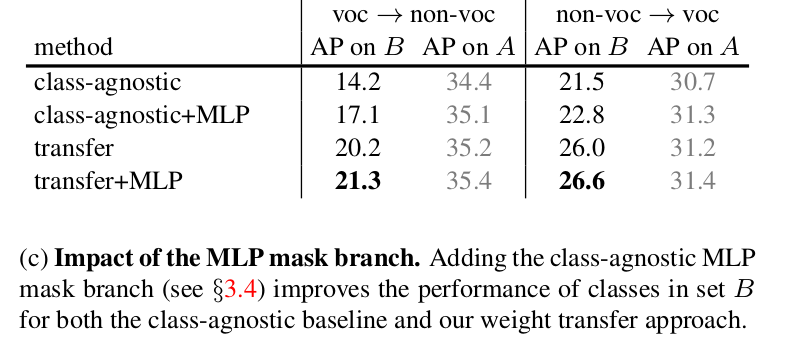 voc → non-voc non-voc → voc
method AP on B AP on A AP on B AP on A
class-agnostic 14.2 34.4 21.5 30.7
class-agnostic+MLP 17.1 35.1 22.8 31.3
transfer 20.2 35.2 26.0 31.2
transfer+MLP 21.3 35.4 26.6 31.4
(c) Impact of the MLP mask branch. Adding the class-agnostic MLP
mask branch (see §3.4) improves the performance of classes in set B
for both the class-agnostic baseline and our weight transfer approach.